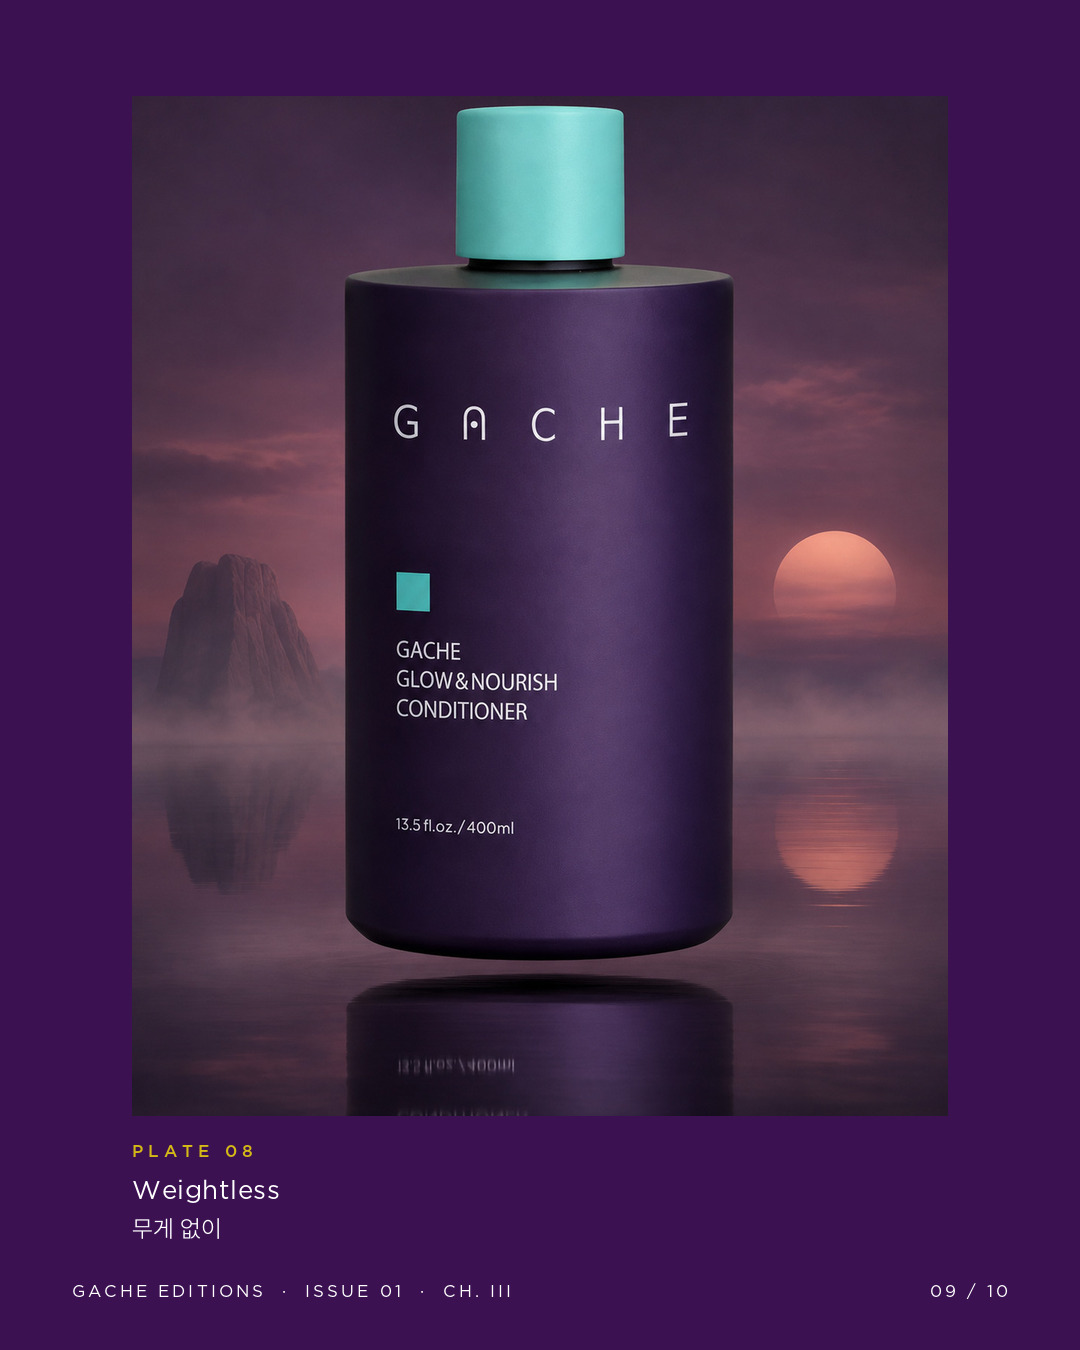 GACHE
GACHE
GLOW & NOURISH
CONDITIONER
13.5 fl.oz. / 400ml
PLATE 08
Weightless
무게 없이
GACHE EDITIONS · ISSUE 01 · CH. III
09 / 10